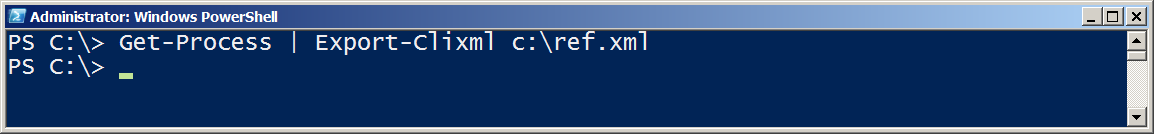 Administrator: Windows PowerShell
PS C:\> Get-Process | Export-Clixml c:\ref.xml
PS C:\>